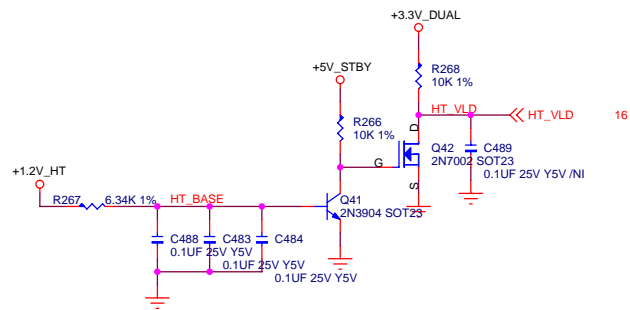 +3.3V_DUAL
+5V_STBY
R268
10K 1%
HT_VLD
HT_VLD
16
R266
10K 1%
D
G
S
Q42
2N7002 SOT23
C489
0.1UF 25V Y5V /NI
+1.2V_HT
R267
6.34K 1%
HT_BASE
Q41
2N3904 SOT23
C488
0.1UF 25V Y5V
C483
0.1UF 25V Y5V
C484
0.1UF 25V Y5V